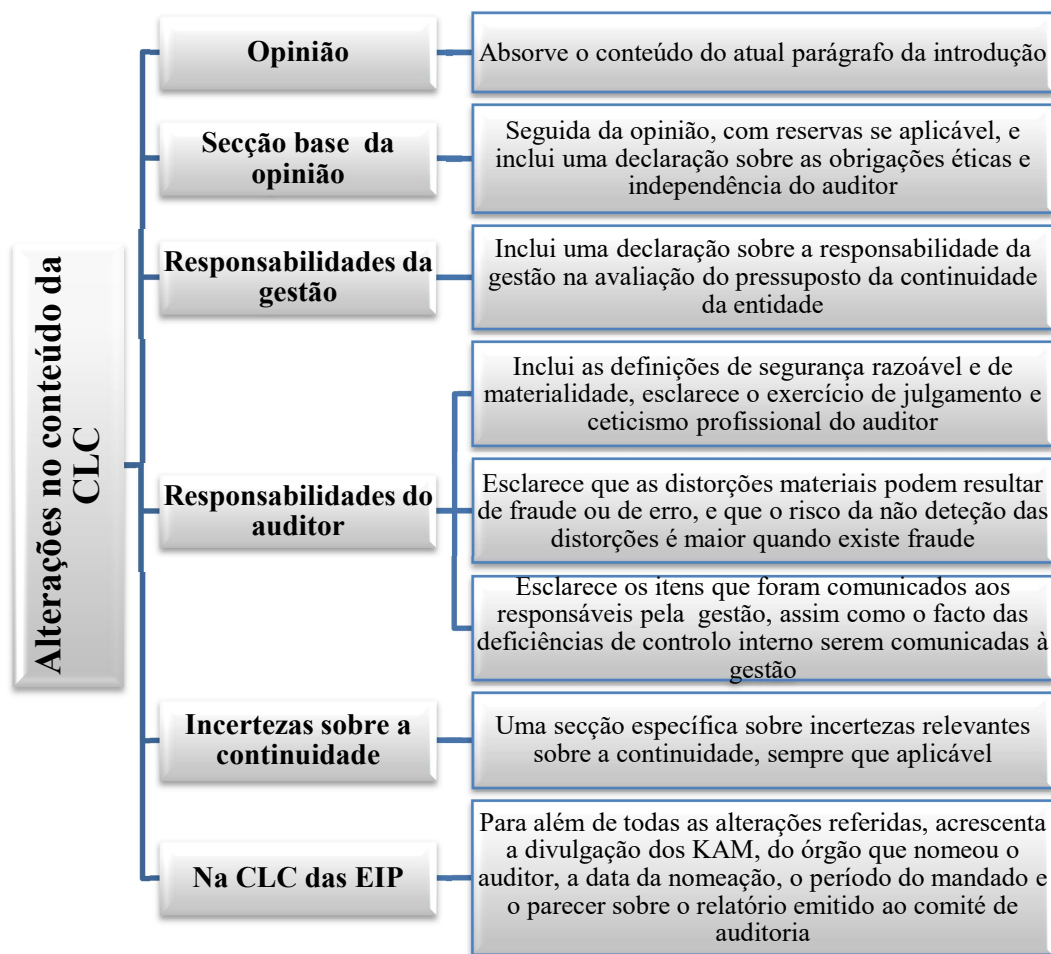 Alterações no conteúdo da
CLC
Opinião
Absorve o conteúdo do atual parágrafo da introdução
Secção base da
opinião
Seguida da opinião, com reservas se aplicável, e
inclui uma declaração sobre as obrigações éticas e
independência do auditor
Responsabilidades da
gestão
Inclui uma declaração sobre a responsabilidade da
gestão na avaliação do pressuposto da continuidade
da entidade
Responsabilidades do
auditor
Inclui as definições de segurança razoável e de
materialidade, esclarece o exercício de julgamento e
ceticismo profissional do auditor
Esclarece que as distorções materiais podem resultar
de fraude ou de erro, e que o risco da não deteção das
distorções é maior quando existe fraude
Esclarece os itens que foram comunicados aos
responsáveis pela gestão, assim como o facto das
deficiências de controlo interno serem comunicadas à
gestão
Incertezas sobre a
continuidade
Uma secção específica sobre incertezas relevantes
sobre a continuidade, sempre que aplicável
Na CLC das EIP
Para além de todas as alterações referidas, acrescenta
a divulgação dos KAM, do órgão que nomeou o
auditor, a data da nomeação, o período do mandado e
o parecer sobre o relatório emitido ao comité de
auditoria